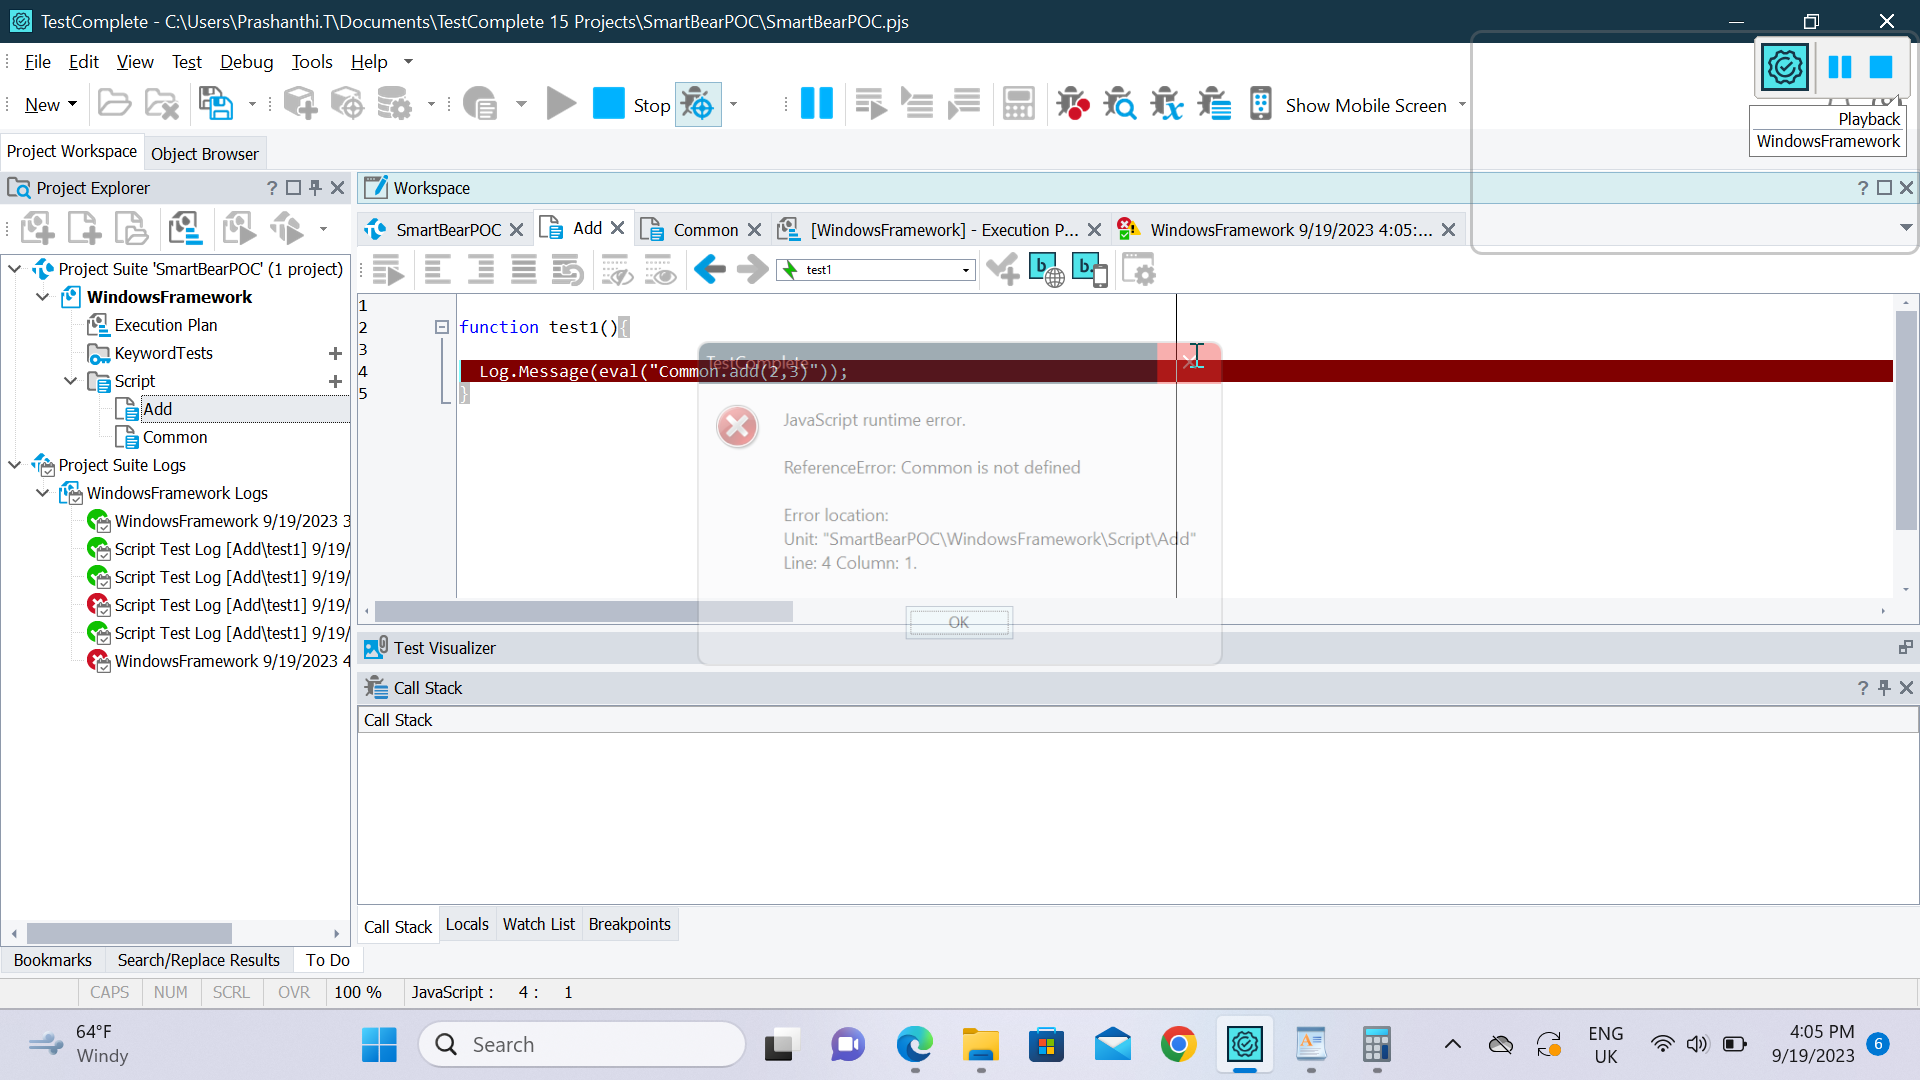 TestComplete - C:\Users\Prashanthi.T\Documents\TestComplete 15 Projects\SmartBearPOC\SmartBearPOC.pjs
File Edit View Test Debug Tools Help
New Stop Show Mobile Screen
Playback
WindowsFramework
Project Workspace Object Browser
Project Explorer ?
Workspace ?
SmartBearPOC Add Common [WindowsFramework] - Execution P... WindowsFramework 9/19/2023 4:05:...
test1
Project Suite 'SmartBearPOC' (1 project)
WindowsFramework
Execution Plan
KeywordTests
Script
Add
Common
Project Suite Logs
WindowsFramework Logs
WindowsFramework 9/19/2023 3
Script Test Log [Add\test1] 9/19/
Script Test Log [Add\test1] 9/19/
Script Test Log [Add\test1] 9/19/
Script Test Log [Add\test1] 9/19/
WindowsFramework 9/19/2023 4
1
2 function test1(){
3
4 Log.Message(eval("Common.add(2,3)"));
5 }
TestComplete
JavaScript runtime error.
ReferenceError: Common is not defined
Error location:
Unit: "SmartBearPOC\WindowsFramework\Script\Add"
Line: 4 Column: 1.
OK
Test Visualizer
Call Stack ?
Call Stack
Call Stack Locals Watch List Breakpoints
Bookmarks Search/Replace Results To Do
CAPS NUM SCRL OVR 100 % JavaScript : 4 : 1
64°F
Windy
Search
ENG
UK
4:05 PM
9/19/2023
6